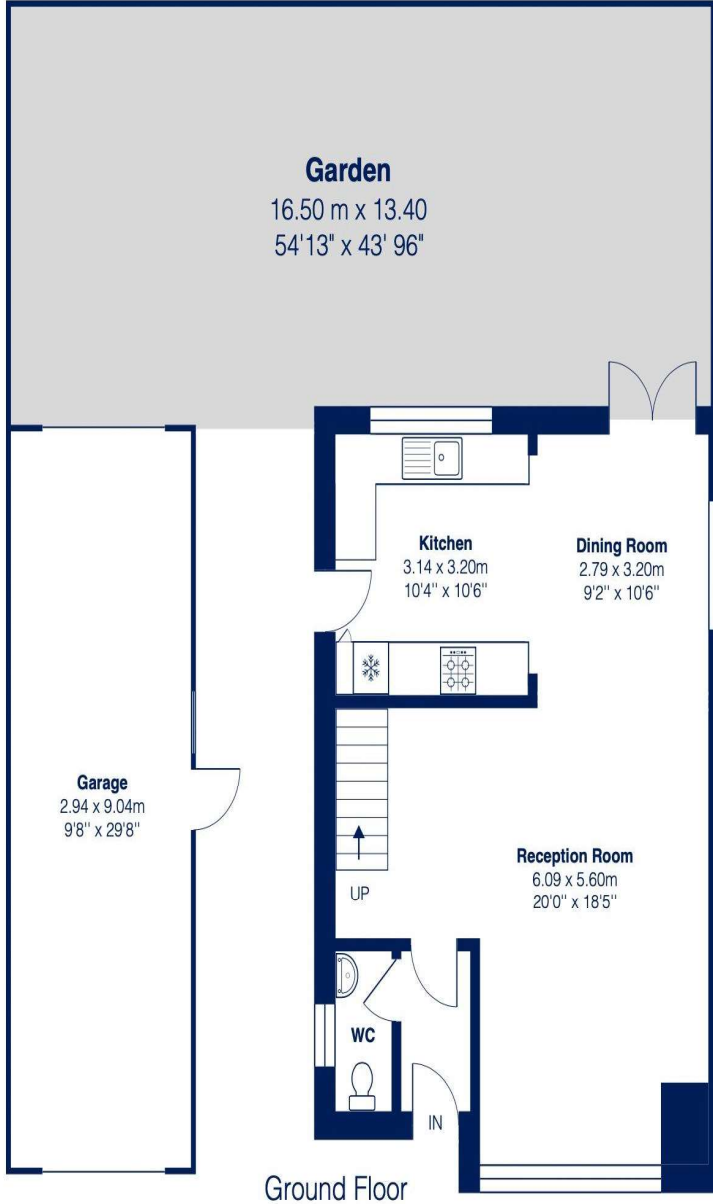 Garden
16.50 m x 13.40
54'13" x 43' 96"
Kitchen
3.14 x 3.20m
10'4'' x 10'6''
Dining Room
2.79 x 3.20m
9'2'' x 10'6''
Garage
2.94 x 9.04m
9'8'' x 29'8''
Reception Room
6.09 x 5.60m
20'0'' x 18'5''
UP
WC
IN
Ground Floor